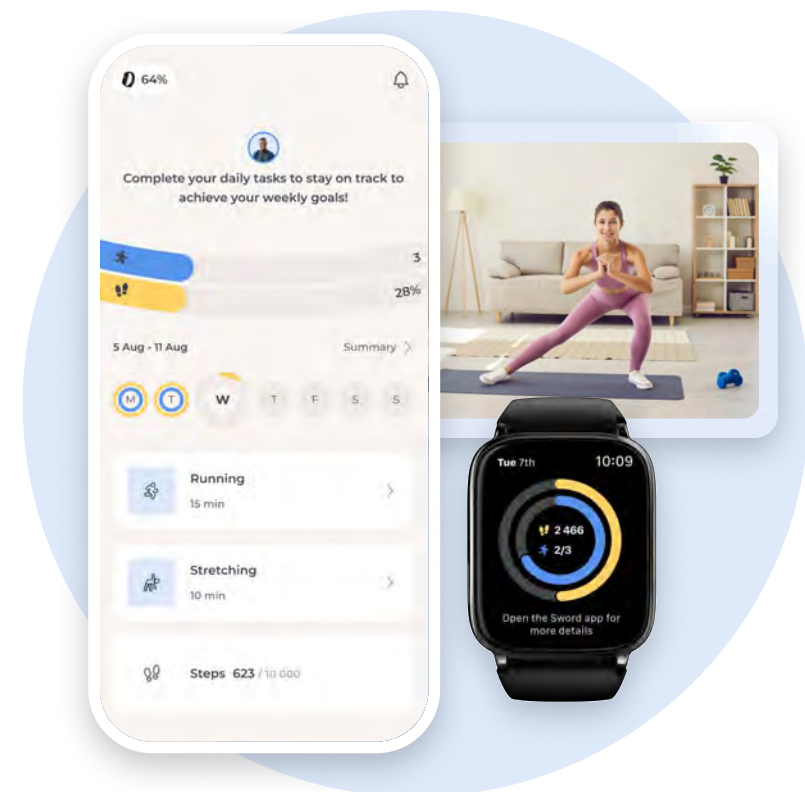 64%
Complete your daily tasks to stay on track to
achieve your weekly goals!
3
28%
5 Aug - 11 Aug
Summary
M T W T F S S
Running
15 min
Stretching
10 min
Steps 623 / 10 000
Tue 7th 10:09
2 466
2/3
Open the Sword app for
more details